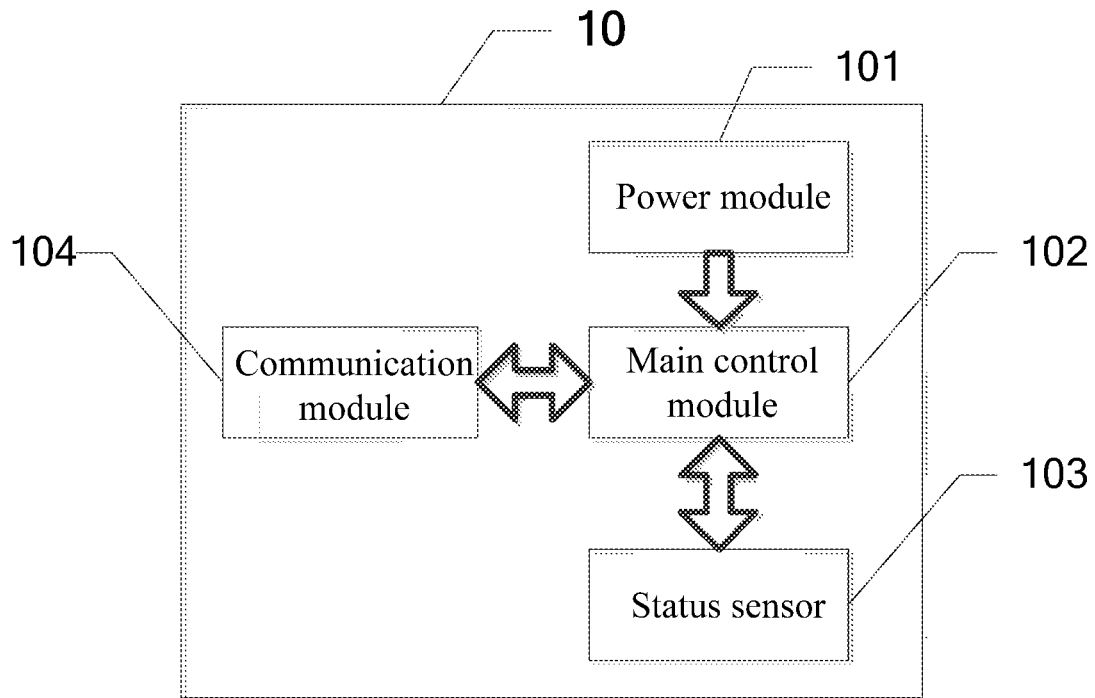 10
101
Power module
104
102
Communication
module
Main control
module
103
Status sensor